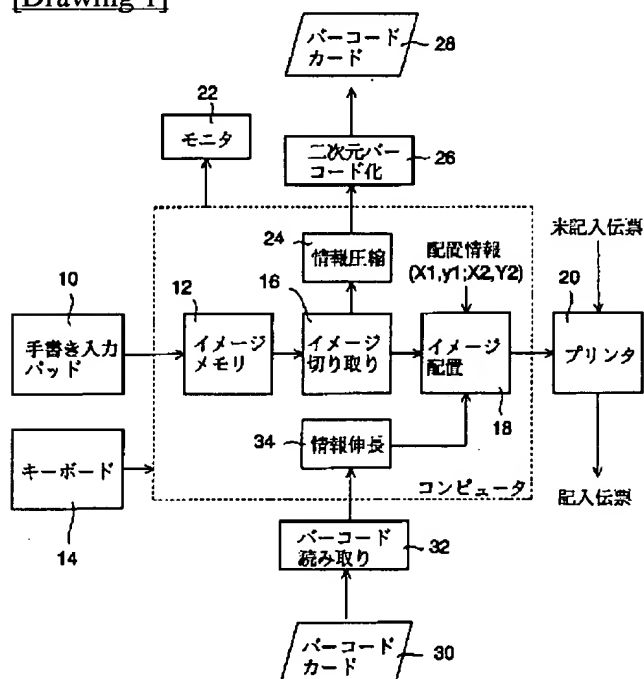 [Drawing 1]
バーコード
カード
28
22
モニタ
二次元バー
コード化
26
24
情報圧縮
配置情報
(X1,y1;X2,Y2)
未記入伝票
10
手書き入力
パッド
12
イメージ
メモリ
16
イメージ
切り取り
イメージ
配置
18
20
プリンタ
34
情報伸長
キーボード
14
コンピュータ
記入伝票
バーコード
読み取り
32
バーコード
カード
30